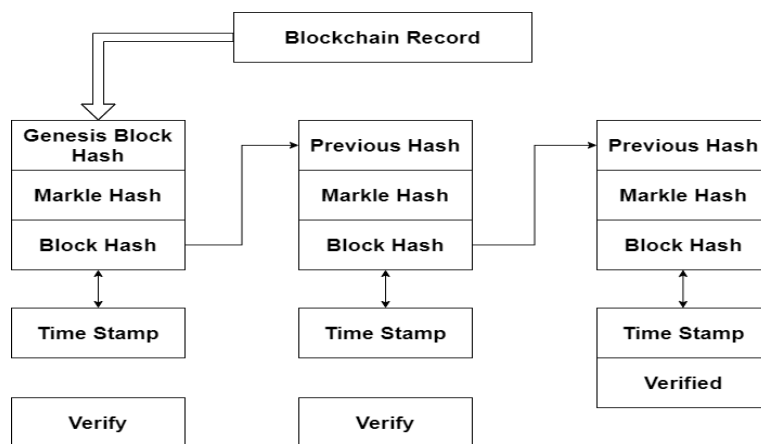 Blockchain Record
Genesis Block
Hash
Markle Hash
Block Hash
Time Stamp
Verify
Previous Hash
Markle Hash
Block Hash
Time Stamp
Verify
Previous Hash
Markle Hash
Block Hash
Time Stamp
Verified